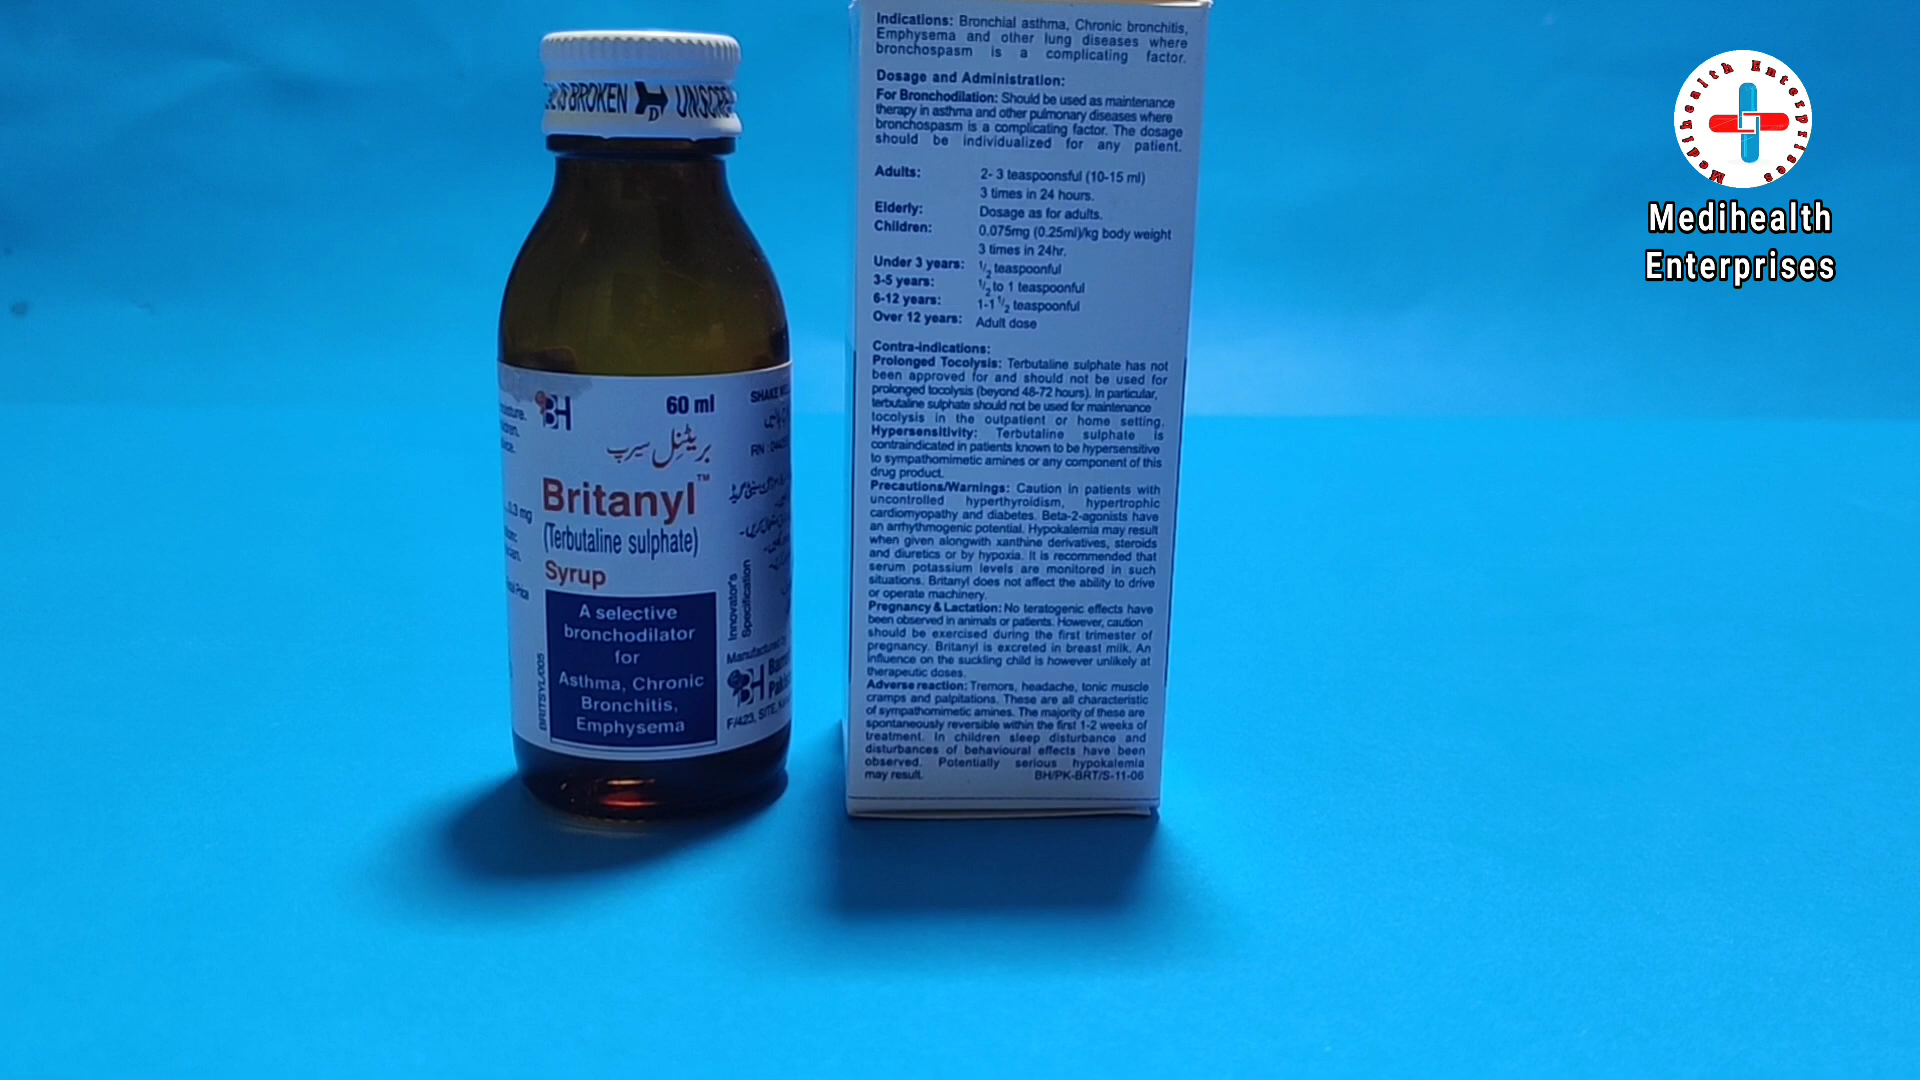 IS BROKEN D UNSCRE
BH
60 ml
بریٹنل سیرپ
Britanyl™
(Terbutaline sulphate)
Syrup
A selective
bronchodilator
for
Asthma, Chronic
Bronchitis,
Emphysema
BRITSYL/005
0.3 mg
SHAKE WEL
RN :
Innovator's
Specification
Manufactured
BH
F/423, SITE,
Indications: Bronchial asthma, Chronic bronchitis,
Emphysema and other lung diseases where
bronchospasm is a complicating factor.
Dosage and Administration:
For Bronchodilation: Should be used as maintenance
therapy in asthma and other pulmonary diseases where
bronchospasm is a complicating factor. The dosage
should be individualized for any patient.
Adults: 2- 3 teaspoonsful (10-15 ml)
3 times in 24 hours.
Elderly: Dosage as for adults.
Children: 0.075mg (0.25ml)/kg body weight
3 times in 24hr.
Under 3 years: 1/2 teaspoonful
3-5 years: 1/2 to 1 teaspoonful
6-12 years: 1-1 1/2 teaspoonful
Over 12 years: Adult dose
Contra-indications:
Prolonged Tocolysis: Terbutaline sulphate has not
been approved for and should not be used for
prolonged tocolysis (beyond 48-72 hours). In particular,
terbutaline sulphate should not be used for maintenance
tocolysis in the outpatient or home setting.
Hypersensitivity: Terbutaline sulphate is
contraindicated in patients known to be hypersensitive
to sympathomimetic amines or any component of this
drug product.
Precautions/Warnings: Caution in patients with
uncontrolled hyperthyroidism, hypertrophic
cardiomyopathy and diabetes. Beta-2-agonists have
an arrhythmogenic potential. Hypokalemia may result
when given alongwith xanthine derivatives, steroids
and diuretics or by hypoxia. It is recommended that
serum potassium levels are monitored in such
situations. Britanyl does not affect the ability to drive
or operate machinery.
Pregnancy & Lactation: No teratogenic effects have
been observed in animals or patients. However, caution
should be exercised during the first trimester of
pregnancy. Britanyl is excreted in breast milk. An
influence on the suckling child is however unlikely at
therapeutic doses.
Adverse reaction: Tremors, headache, tonic muscle
cramps and palpitations. These are all characteristic
of sympathomimetic amines. The majority of these are
spontaneously reversible within the first 1-2 weeks of
treatment. In children sleep disturbance and
disturbances of behavioural effects have been
observed. Potentially serious hypokalemia
may result. BH/PK-BRT/S-11-06
Medihealth Enterprises
Medihealth
Enterprises